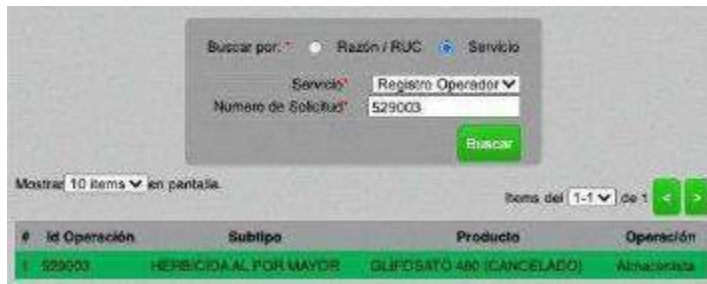 Buscar por: * Razón / RUC Servicio
Servicio* Registro Operador
Numero de Solicitud* 529003
Buscar
Mostrar 10 items en pantalla.
Items del 1-1 de 1 < >
# Id Operación Subtipo Producto Operación
1 529003 HERBICIDA AL POR MAYOR GLIFOSATO 480 (CANCELADO) Almacenista